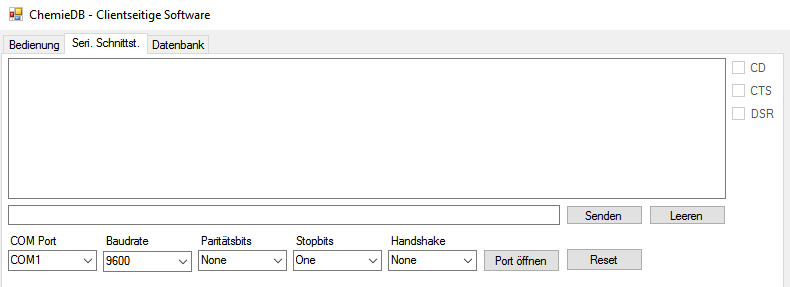 ChemieDB - Clientseitige Software
Bedienung Seri. Schnittst. Datenbank
CD
CTS
DSR
Senden Leeren
COM Port Baudrate Paritätsbits Stopbits Handshake
COM1 9600 None One None Port öffnen Reset